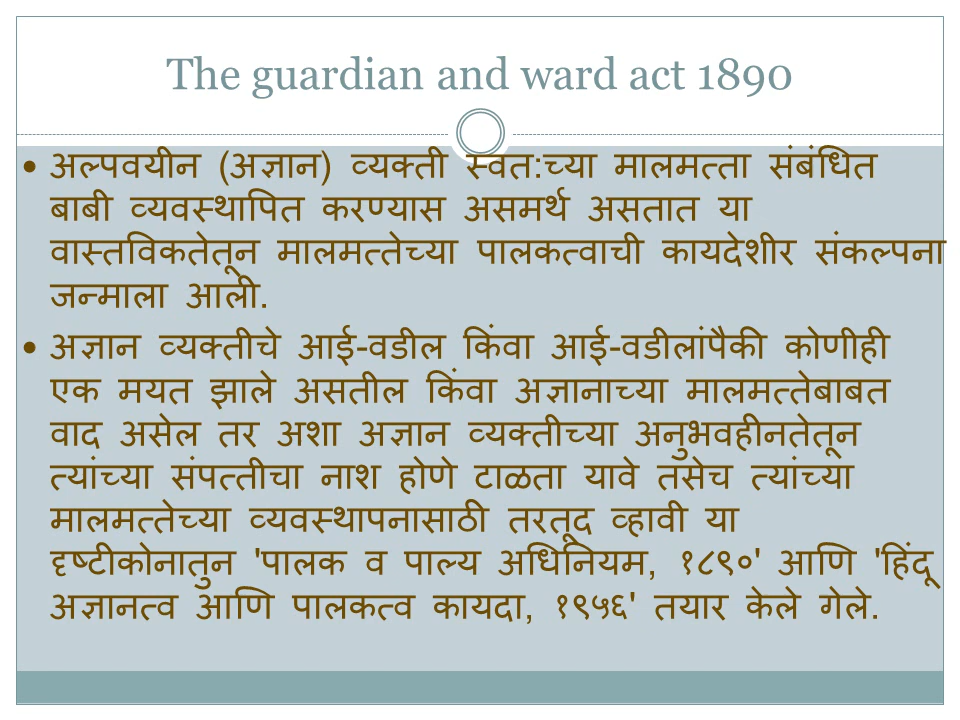 The guardian and ward act 1890
• अल्पवयीन (अज्ञान) व्यक्ती स्वत:च्या मालमत्ता संबंधित
बाबी व्यवस्थापित करण्यास असमर्थ असतात या
वास्तविकतेतून मालमत्तेच्या पालकत्वाची कायदेशीर संकल्पना
जन्माला आली.
• अज्ञान व्यक्तीचे आई-वडील किंवा आई-वडीलांपैकी कोणीही
एक मयत झाले असतील किंवा अज्ञानाच्या मालमत्तेबाबत
वाद असेल तर अशा अज्ञान व्यक्तीच्या अनुभवहीनतेतून
त्यांच्या संपत्तीचा नाश होणे टाळता यावे तसेच त्यांच्या
मालमत्तेच्या व्यवस्थापनासाठी तरतूद व्हावी या
दृष्टीकोनातुन 'पालक व पाल्य अधिनियम, १८९०' आणि 'हिंदू
अज्ञानत्व आणि पालकत्व कायदा, १९५६' तयार केले गेले.